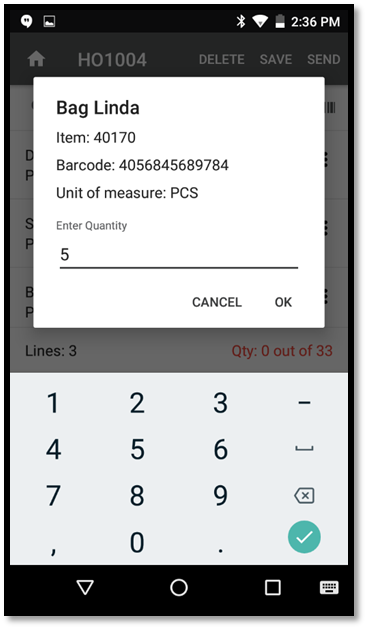 2:36 PM
HO1004 DELETE SAVE SEND
Bag Linda
Item: 40170
Barcode: 4056845689784
Unit of measure: PCS
Enter Quantity
5
CANCEL OK
D
P
S
P
B
P
Lines: 3 Qty: 0 out of 33
1 2 3 –
4 5 6
7 8 9
, 0 .